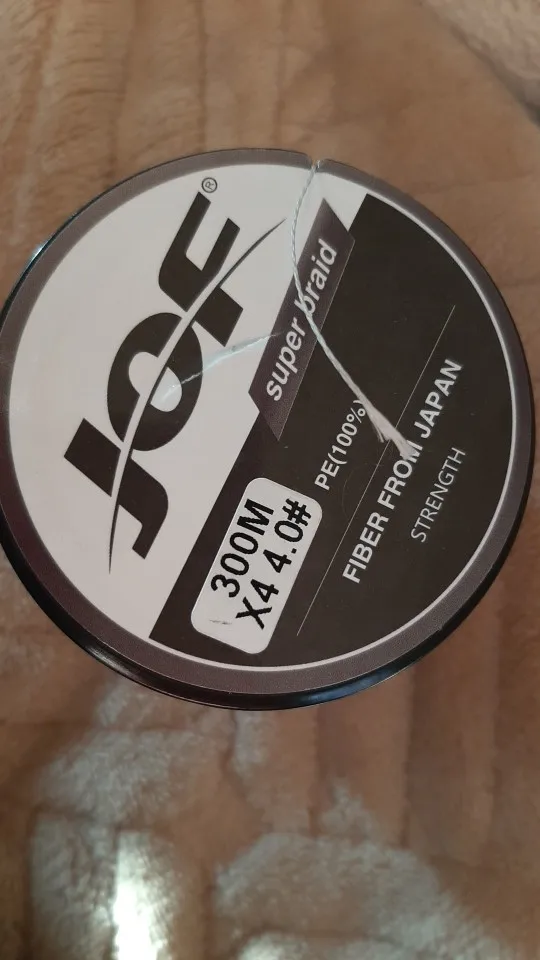 JOF®
super braid
PE(100%)
300M
X4 4.0#
FIBER FROM JAPAN
STRENGTH